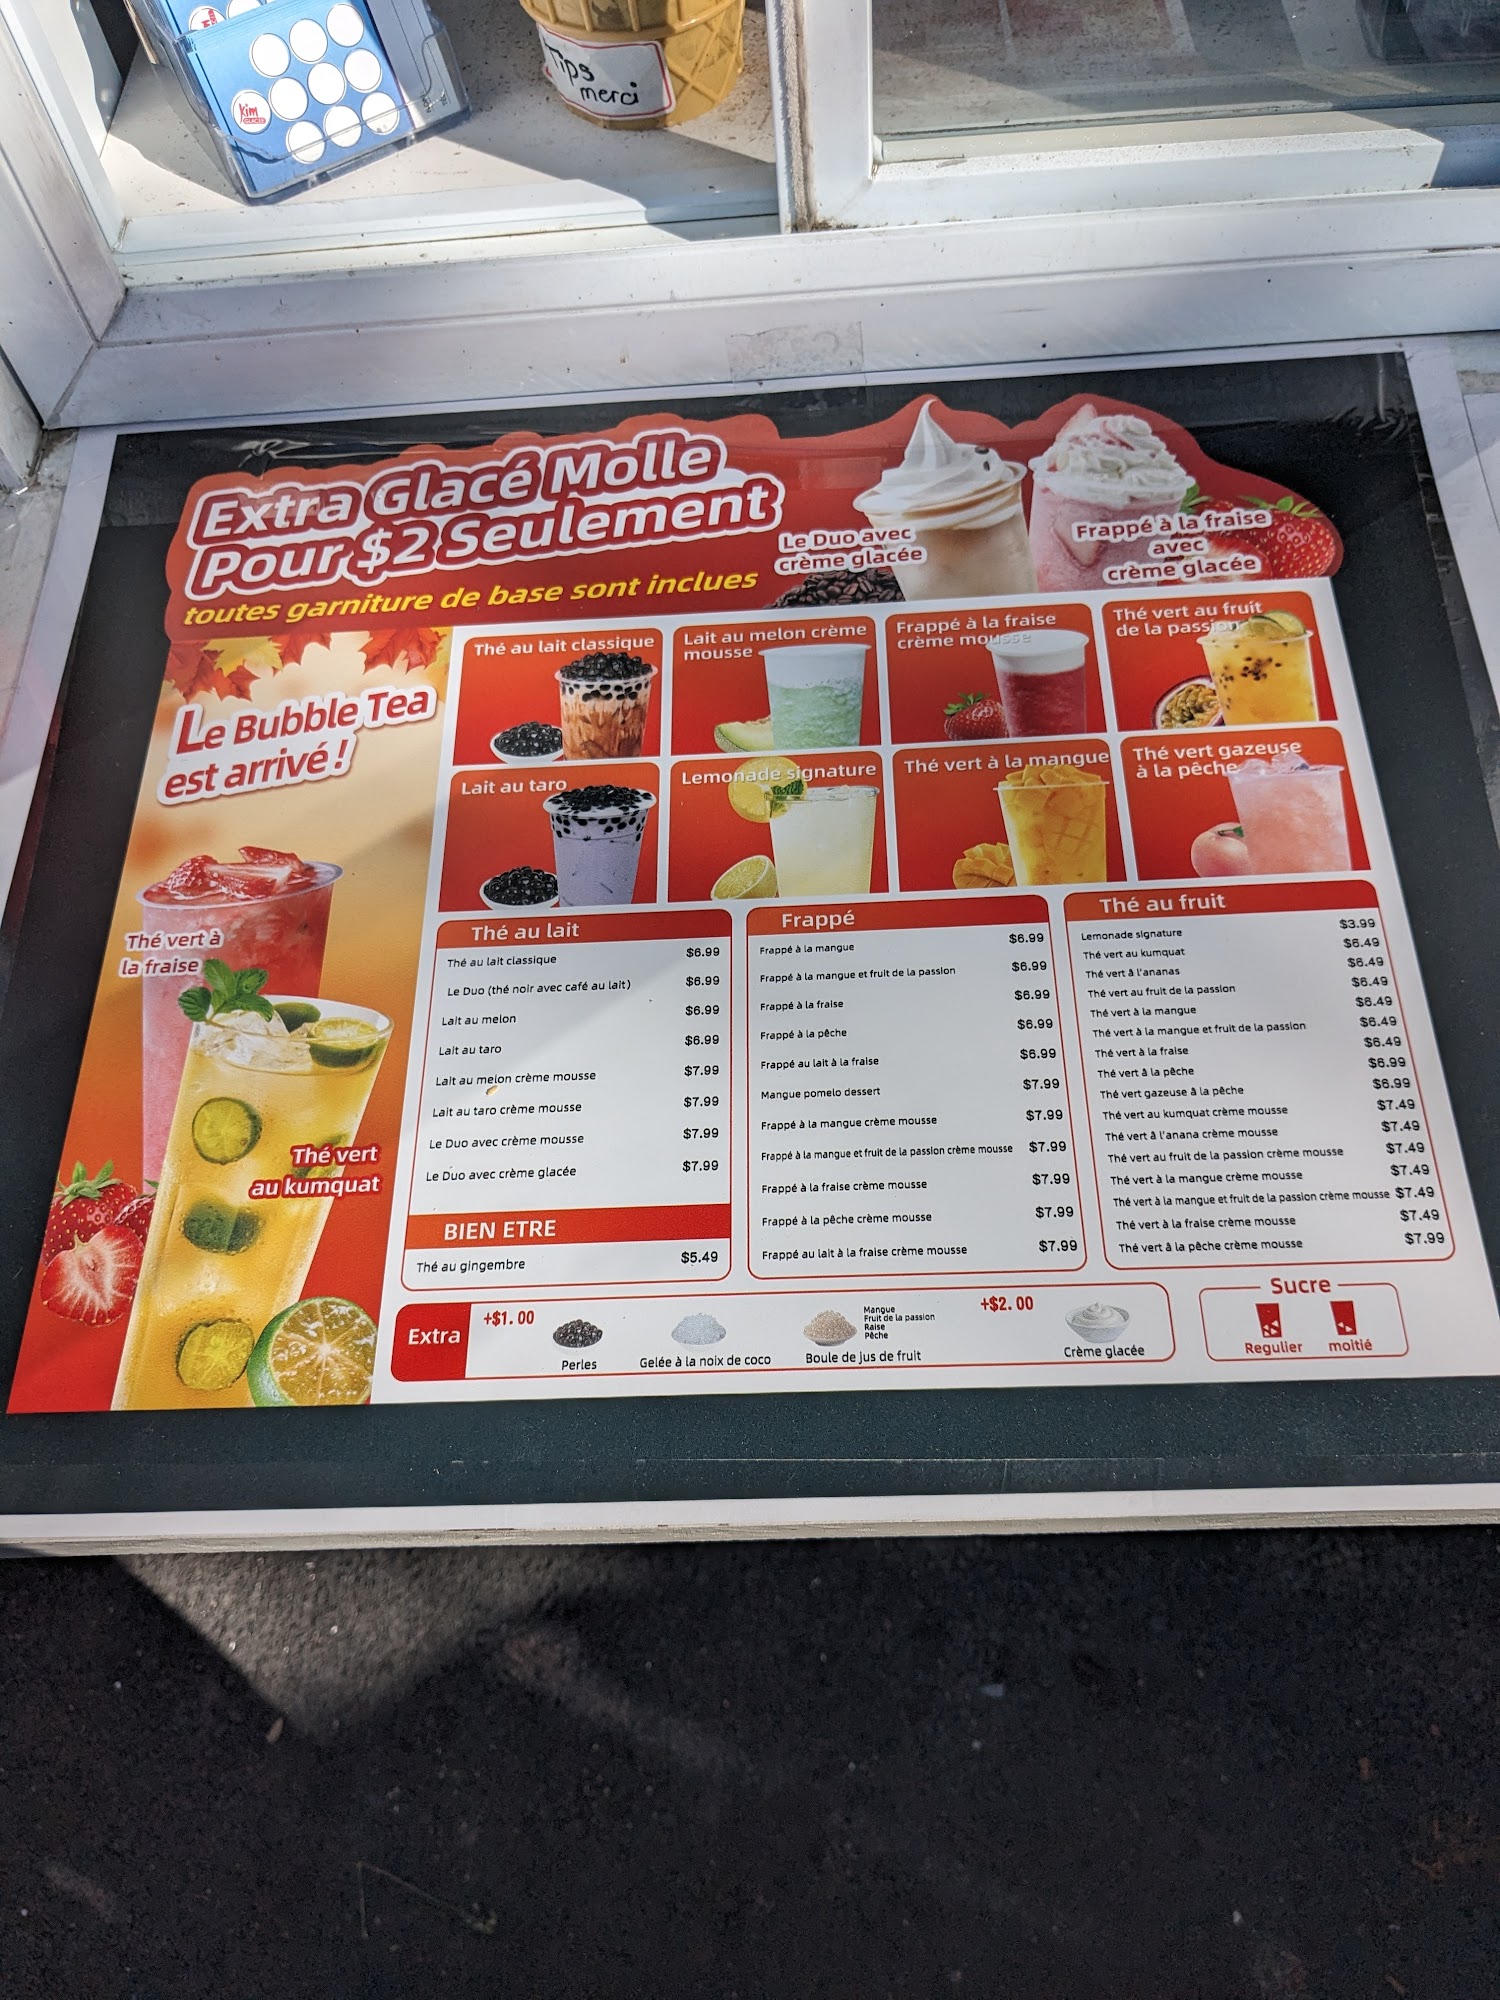 Kim
GLACEE
Tips
merci
Extra Glacé Molle
Pour $2 Seulement
toutes garniture de base sont inclues
Le Duo avec
crème glacée
Frappé à la fraise
avec
crème glacée
Le Bubble Tea
est arrivé !
Thé vert à
la fraise
Thé vert
au kumquat
Thé au lait classique
Lait au melon crème
mousse
Frappé à la fraise
crème mousse
Thé vert au fruit
de la passion
Lait au taro
Lemonade signature
Thé vert à la mangue
Thé vert gazeuse
à la pêche
Thé au lait
Thé au lait classique $6.99
Le Duo (thé noir avec café au lait) $6.99
Lait au melon $6.99
Lait au taro $6.99
Lait au melon crème mousse $7.99
Lait au taro crème mousse $7.99
Le Duo avec crème mousse $7.99
Le Duo avec crème glacée $7.99
BIEN ETRE
Thé au gingembre $5.49
Frappé
Frappé à la mangue $6.99
Frappé à la mangue et fruit de la passion $6.99
Frappé à la fraise $6.99
Frappé à la pêche $6.99
Frappé au lait à la fraise $6.99
Mangue pomelo dessert $7.99
Frappé à la mangue crème mousse $7.99
Frappé à la mangue et fruit de la passion crème mousse $7.99
Frappé à la fraise crème mousse $7.99
Frappé à la pêche crème mousse $7.99
Frappé au lait à la fraise crème mousse $7.99
Thé au fruit
Lemonade signature $3.99
Thé vert au kumquat $6.49
Thé vert à l'ananas $6.49
Thé vert au fruit de la passion $6.49
Thé vert à la mangue $6.49
Thé vert à la mangue et fruit de la passion $6.49
Thé vert à la fraise $6.49
Thé vert à la pêche $6.99
Thé vert gazeuse à la pêche $6.99
Thé vert au kumquat crème mousse $7.49
Thé vert à l'anana crème mousse $7.49
Thé vert au fruit de la passion crème mousse $7.49
Thé vert à la mangue crème mousse $7.49
Thé vert à la mangue et fruit de la passion crème mousse $7.49
Thé vert à la fraise crème mousse $7.49
Thé vert à la pêche crème mousse $7.99
Extra
+$1.00
Perles
Gelée à la noix de coco
Mangue
Fruit de la passion
Raise
Pêche
Boule de jus de fruit
+$2.00
Crème glacée
Sucre
Regulier
moitié